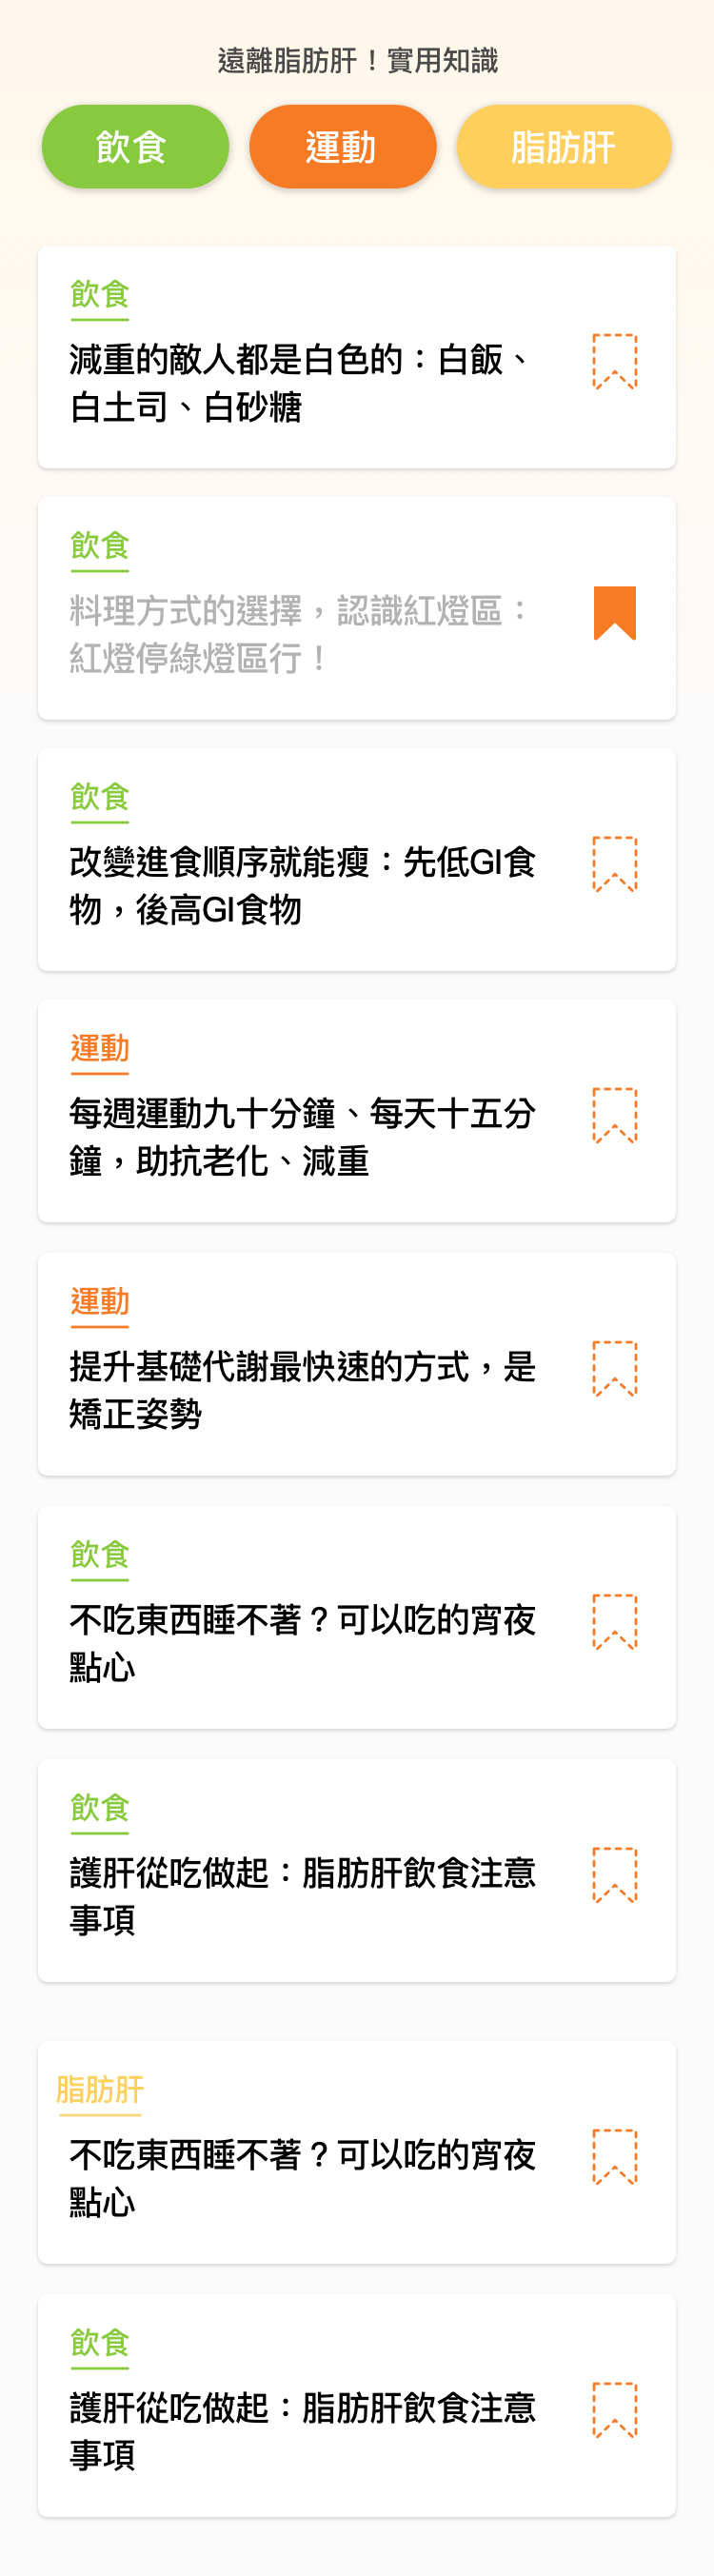 遠離脂肪肝！實用知識
飲食
運動
脂肪肝
飲食
減重的敵人都是白色的：白飯、
白土司、白砂糖
飲食
料理方式的選擇，認識紅燈區：
紅燈停綠燈區行！
飲食
改變進食順序就能瘦：先低GI食
物，後高GI食物
運動
每週運動九十分鐘、每天十五分
鐘，助抗老化、減重
運動
提升基礎代謝最快速的方式，是
矯正姿勢
飲食
不吃東西睡不著？可以吃的宵夜
點心
飲食
護肝從吃做起：脂肪肝飲食注意
事項
脂肪肝
不吃東西睡不著？可以吃的宵夜
點心
飲食
護肝從吃做起：脂肪肝飲食注意
事項